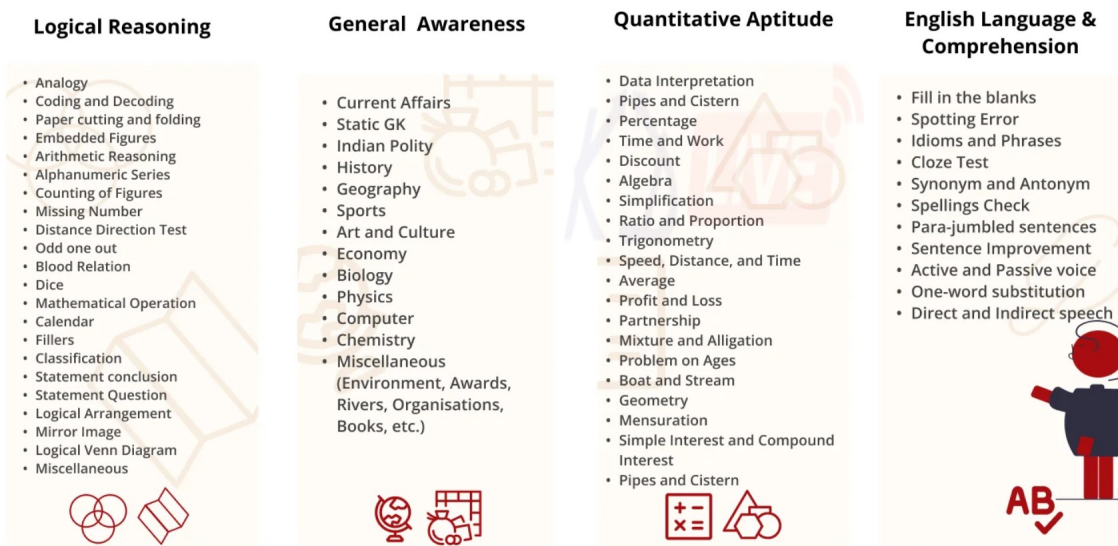 Logical Reasoning
• Analogy
• Coding and Decoding
• Paper cutting and folding
• Embedded Figures
• Arithmetic Reasoning
• Alphanumeric Series
• Counting of Figures
• Missing Number
• Distance Direction Test
• Odd one out
• Blood Relation
• Dice
• Mathematical Operation
• Calendar
• Fillers
• Classification
• Statement conclusion
• Statement Question
• Logical Arrangement
• Mirror Image
• Logical Venn Diagram
• Miscellaneous
General Awareness
• Current Affairs
• Static GK
• Indian Polity
• History
• Geography
• Sports
• Art and Culture
• Economy
• Biology
• Physics
• Computer
• Chemistry
• Miscellaneous
(Environment, Awards,
Rivers, Organisations,
Books, etc.)
Quantitative Aptitude
• Data Interpretation
• Pipes and Cistern
• Percentage
• Time and Work
• Discount
• Algebra
• Simplification
• Ratio and Proportion
• Trigonometry
• Speed, Distance, and Time
• Average
• Profit and Loss
• Partnership
• Mixture and Alligation
• Problem on Ages
• Boat and Stream
• Geometry
• Mensuration
• Simple Interest and Compound
Interest
• Pipes and Cistern
English Language &
Comprehension
• Fill in the blanks
• Spotting Error
• Idioms and Phrases
• Cloze Test
• Synonym and Antonym
• Spellings Check
• Para-jumbled sentences
• Sentence Improvement
• Active and Passive voice
• One-word substitution
• Direct and Indirect speech
AB